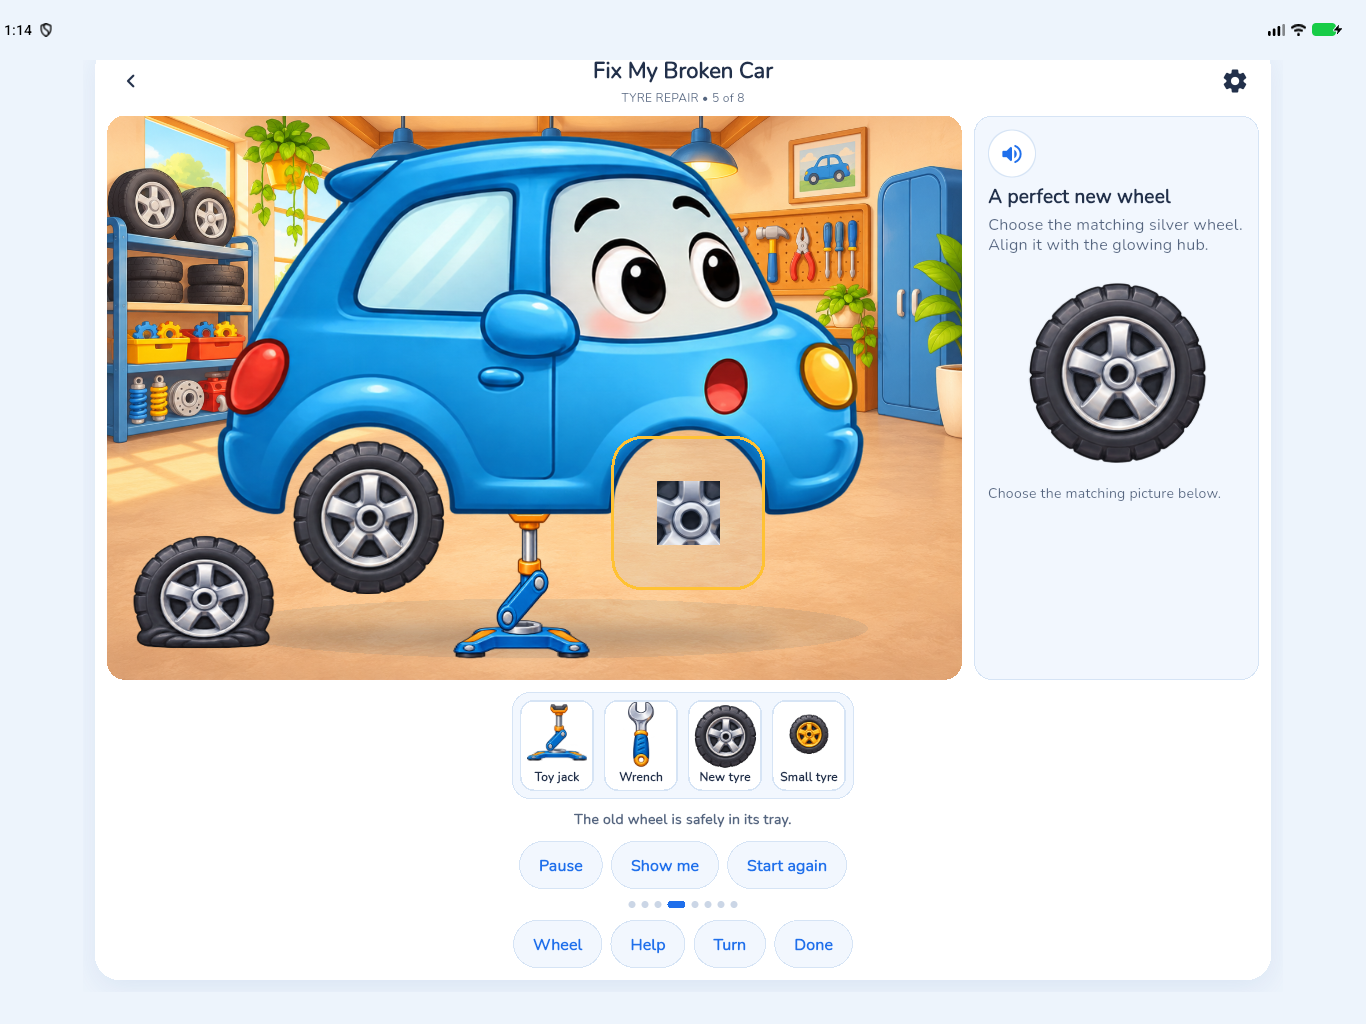 1:14
Fix My Broken Car
TYRE REPAIR • 5 of 8
A perfect new wheel
Choose the matching silver wheel.
Align it with the glowing hub.
Choose the matching picture below.
Toy jack
Wrench
New tyre
Small tyre
The old wheel is safely in its tray.
Pause
Show me
Start again
Wheel
Help
Turn
Done